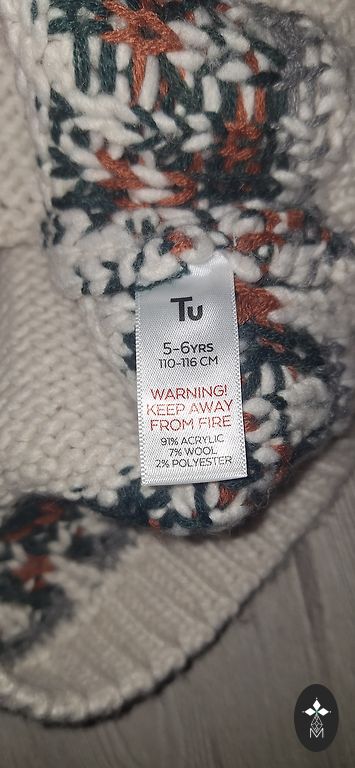 Tu
5-6YRS
110-116 CM
WARNING!
KEEP AWAY
FROM FIRE
91% ACRYLIC
7% WOOL
2% POLYESTER
M